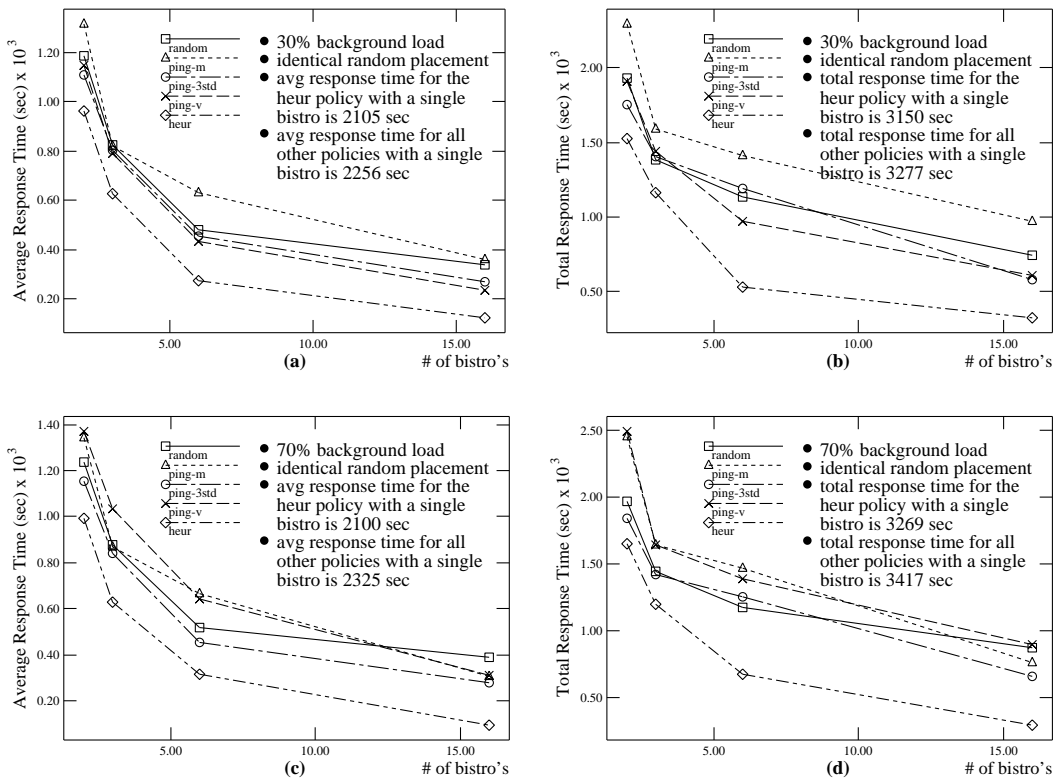 Average Response Time (sec) x 10^3
1.20
1.00
0.80
0.60
0.40
0.20
random
ping-m
ping-3std
ping-v
heur
● 30% background load
● identical random placement
● avg response time for the
heur policy with a single
bistro is 2105 sec
● avg response time for all
other policies with a single
bistro is 2256 sec
5.00
10.00
15.00
(a)
# of bistro's
Total Response Time (sec) x 10^3
2.00
1.50
1.00
0.50
random
ping-m
ping-3std
ping-v
heur
● 30% background load
● identical random placement
● total response time for the
heur policy with a single
bistro is 3150 sec
● total response time for all
other policies with a single
bistro is 3277 sec
5.00
10.00
15.00
(b)
# of bistro's
Average Response Time (sec) x 10^3
1.40
1.20
1.00
0.80
0.60
0.40
0.20
random
ping-m
ping-3std
ping-v
heur
● 70% background load
● identical random placement
● avg response time for the
heur policy with a single
bistro is 2100 sec
● avg response time for all
other policies with a single
bistro is 2325 sec
5.00
10.00
15.00
(c)
# of bistro's
Total Response Time (sec) x 10^3
2.50
2.00
1.50
1.00
0.50
random
ping-m
ping-3std
ping-v
heur
● 70% background load
● identical random placement
● total response time for the
heur policy with a single
bistro is 3269 sec
● total response time for all
other policies with a single
bistro is 3417 sec
5.00
10.00
15.00
(d)
# of bistro's